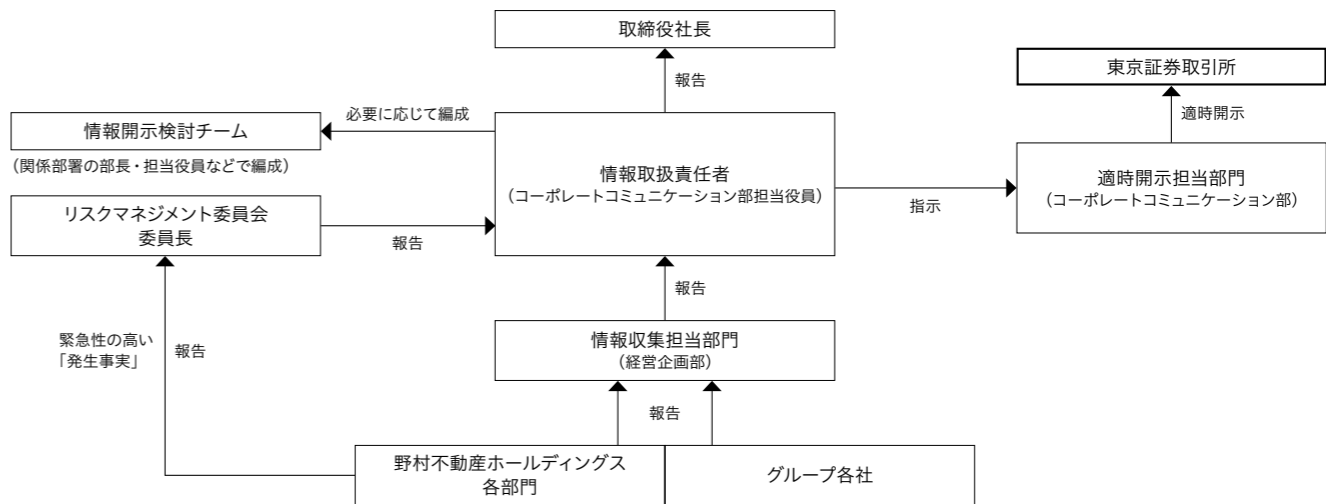 取締役社長
報告
東京証券取引所
適時開示
必要に応じて編成
情報開示検討チーム
（関係部署の部長・担当役員などで編成）
情報取扱責任者
（コーポレートコミュニケーション部担当役員）
指示
適時開示担当部門
（コーポレートコミュニケーション部）
リスクマネジメント委員会
委員長
報告
報告
緊急性の高い
「発生事実」
報告
情報収集担当部門
（経営企画部）
報告
野村不動産ホールディングス
各部門
グループ各社